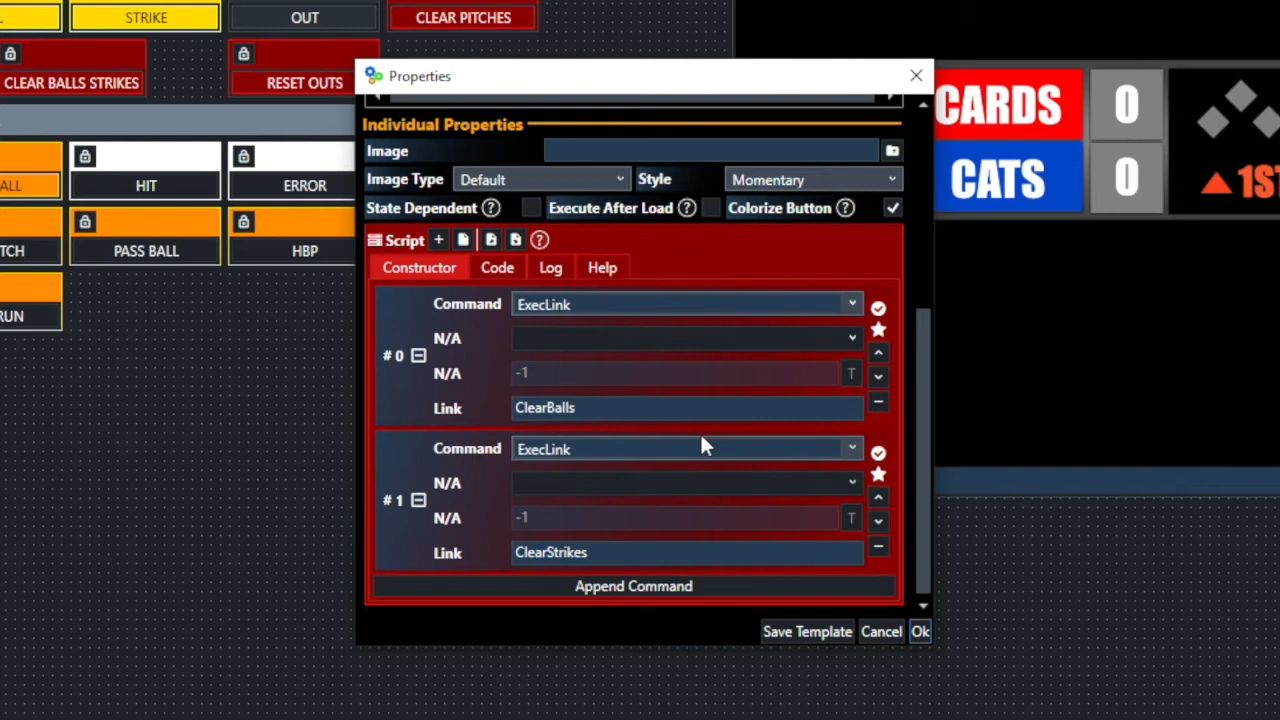 STRIKE
OUT
CLEAR PITCHES
CLEAR BALLS STRIKES
RESET OUTS
HIT
ERROR
PASS BALL
HBP
RUN
Properties
Individual Properties
Image
Image Type Default Style Momentary
State Dependent ? Execute After Load ? Colorize Button ?
Script + ?
Constructor Code Log Help
Command ExecLink
N/A
# 0
N/A -1 T
Link ClearBalls
Command ExecLink
N/A
# 1
N/A -1 T
Link ClearStrikes
Append Command
Save Template Cancel Ok
CARDS 0
CATS 0
1ST